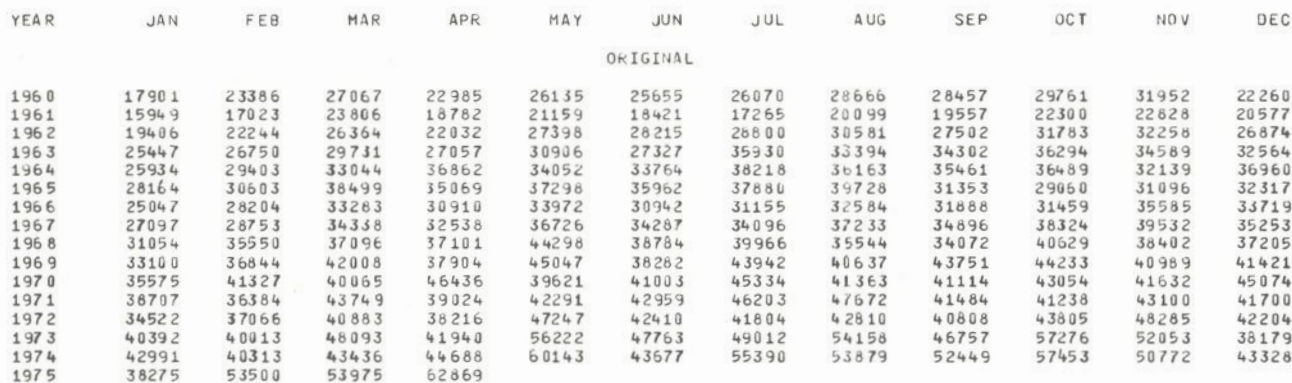 YEAR JAN FEB MAR APR MAY JUN JUL AUG SEP OCT NOV DEC
ORIGINAL
1960 17901 23386 27067 22985 26135 25655 26070 28666 28457 29761 31952 22260
1961 15949 17023 23806 18782 21159 18421 17265 20099 19557 22300 22828 20577
1962 19406 22244 26364 22032 27398 28215 28800 30581 27502 31783 32258 26874
1963 25447 26750 29731 27057 30906 27327 35930 33394 34302 36294 34589 32564
1964 25934 29403 33044 36862 34052 33764 38218 36163 35461 36489 32139 36960
1965 28164 30603 38499 35069 37298 35962 37880 39728 31353 29060 31096 32317
1966 25047 28204 33283 30910 33972 30942 31155 32584 31888 31459 35585 33719
1967 27097 28753 34338 32538 36726 34287 34096 37233 34896 38324 39532 35253
1968 31054 35550 37096 37101 44298 38784 39966 35544 34072 40629 38402 37205
1969 33100 36844 42008 37904 45047 38282 43942 40637 43751 44233 40989 41421
1970 35575 41327 40065 46436 39621 41003 45334 41363 41114 43054 41632 45074
1971 38707 36384 43749 39024 42291 42959 46203 47672 41484 41238 43100 41700
1972 34522 37066 40883 38216 47247 42410 41804 42810 40808 43805 48285 42204
1973 40392 40013 48093 41940 56222 47763 49012 54158 46757 57276 52053 38179
1974 42991 40313 43436 44688 60143 43677 55390 53879 52449 57453 50772 43328
1975 38275 53500 53975 62869